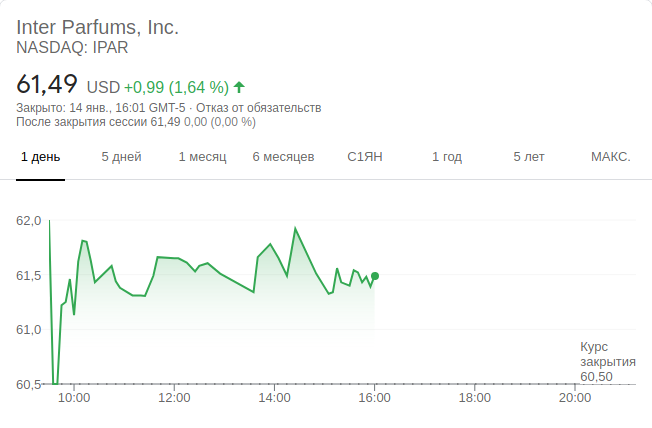 Inter Parfums, Inc.
NASDAQ: IPAR
61,49 USD +0,99 (1,64 %)
Закрыто: 14 янв., 16:01 GMT-5 · Отказ от обязательств
После закрытия сессии 61,49 0,00 (0,00 %)
1 день 5 дней 1 месяц 6 месяцев С1ЯН 1 год 5 лет МАКС.
62,0
61,5
61,0
Курс
закрытия
60,50
60,5
10:00 12:00 14:00 16:00 18:00 20:00